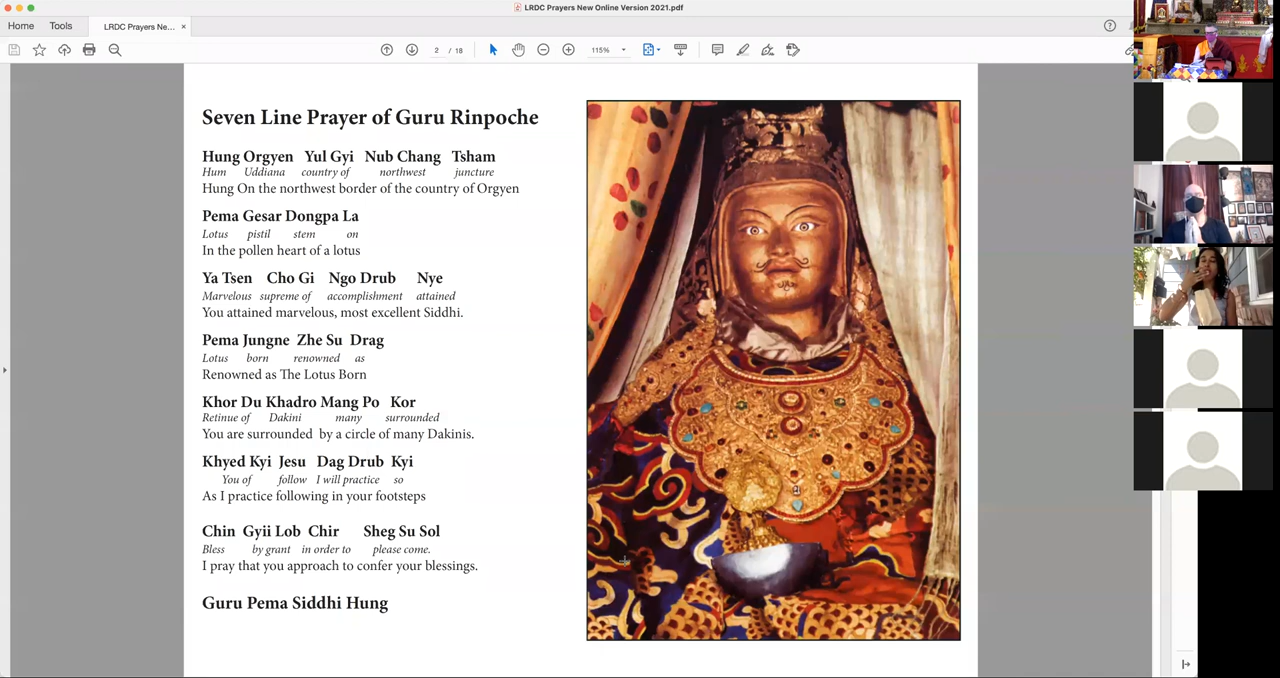 LRDC Prayers New Online Version 2021.pdf
Home Tools LRDC Prayers Ne... ×
2 / 18 115%
Seven Line Prayer of Guru Rinpoche
Hung Orgyen Yul Gyi Nub Chang Tsham
Hum Uddiana country of northwest juncture
Hung On the northwest border of the country of Orgyen
Pema Gesar Dongpa La
Lotus pistil stem on
In the pollen heart of a lotus
Ya Tsen Cho Gi Ngo Drub Nye
Marvelous supreme of accomplishment attained
You attained marvelous, most excellent Siddhi.
Pema Jungne Zhe Su Drag
Lotus born renowned as
Renowned as The Lotus Born
Khor Du Khadro Mang Po Kor
Retinue of Dakini many surrounded
You are surrounded by a circle of many Dakinis.
Khyed Kyi Jesu Dag Drub Kyi
You of follow I will practice so
As I practice following in your footsteps
Chin Gyii Lob Chir Sheg Su Sol
Bless by grant in order to please come.
I pray that you approach to confer your blessings.
Guru Pema Siddhi Hung